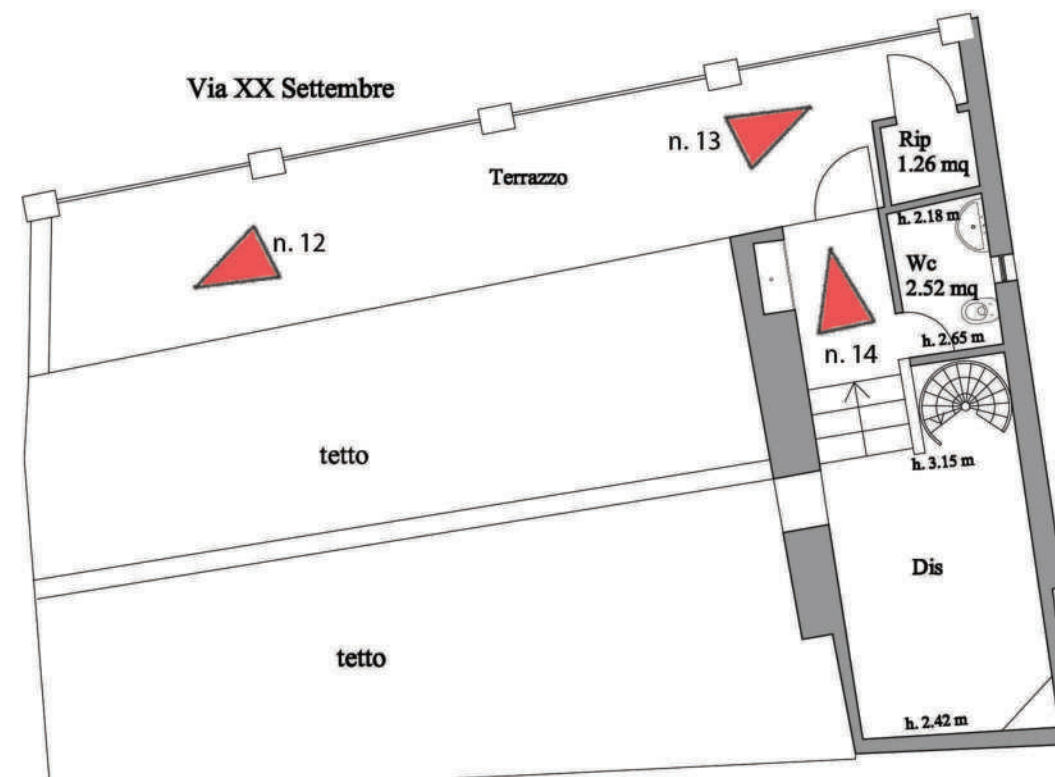 Via XX Settembre
n. 13
Rip
1.26 mq
Terrazzo
h. 2.18 m
n. 12
Wc
2.52 mq
h. 2.65 m
n. 14
tetto
h. 3.15 m
Dis
tetto
h. 2.42 m